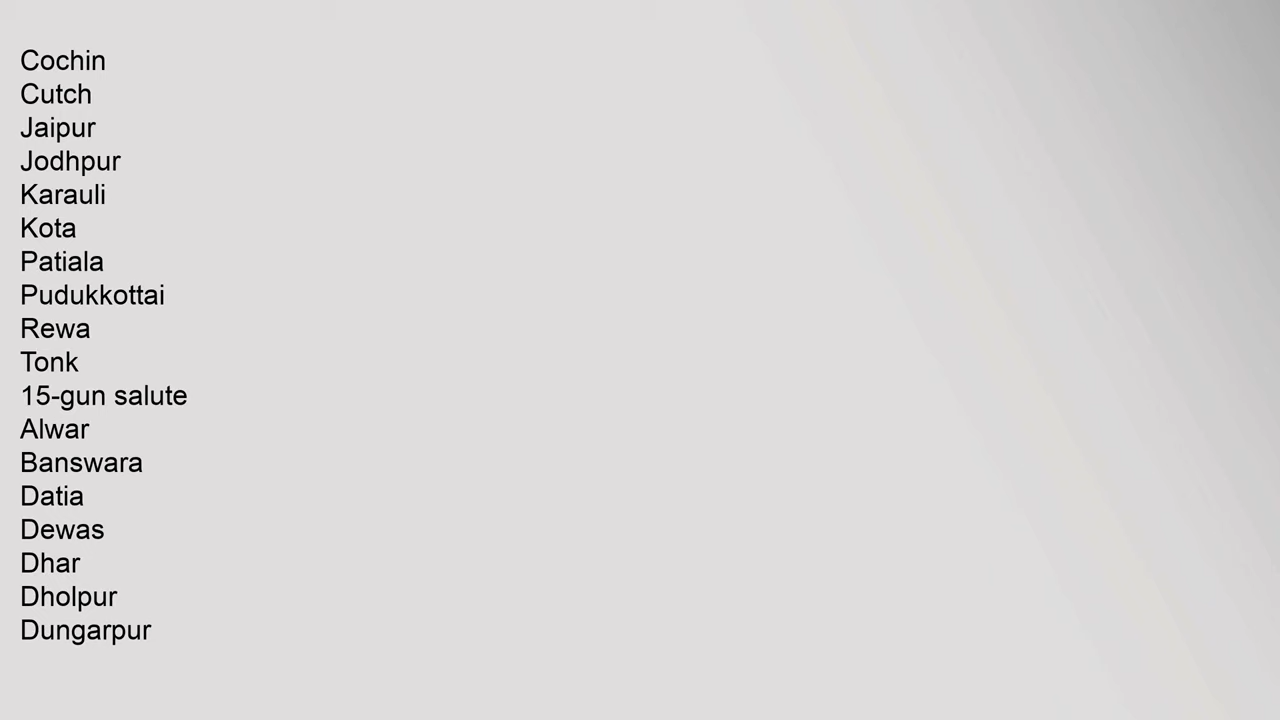 Cochin
Cutch
Jaipur
Jodhpur
Karauli
Kota
Patiala
Pudukkottai
Rewa
Tonk
15-gun salute
Alwar
Banswara
Datia
Dewas
Dhar
Dholpur
Dungarpur